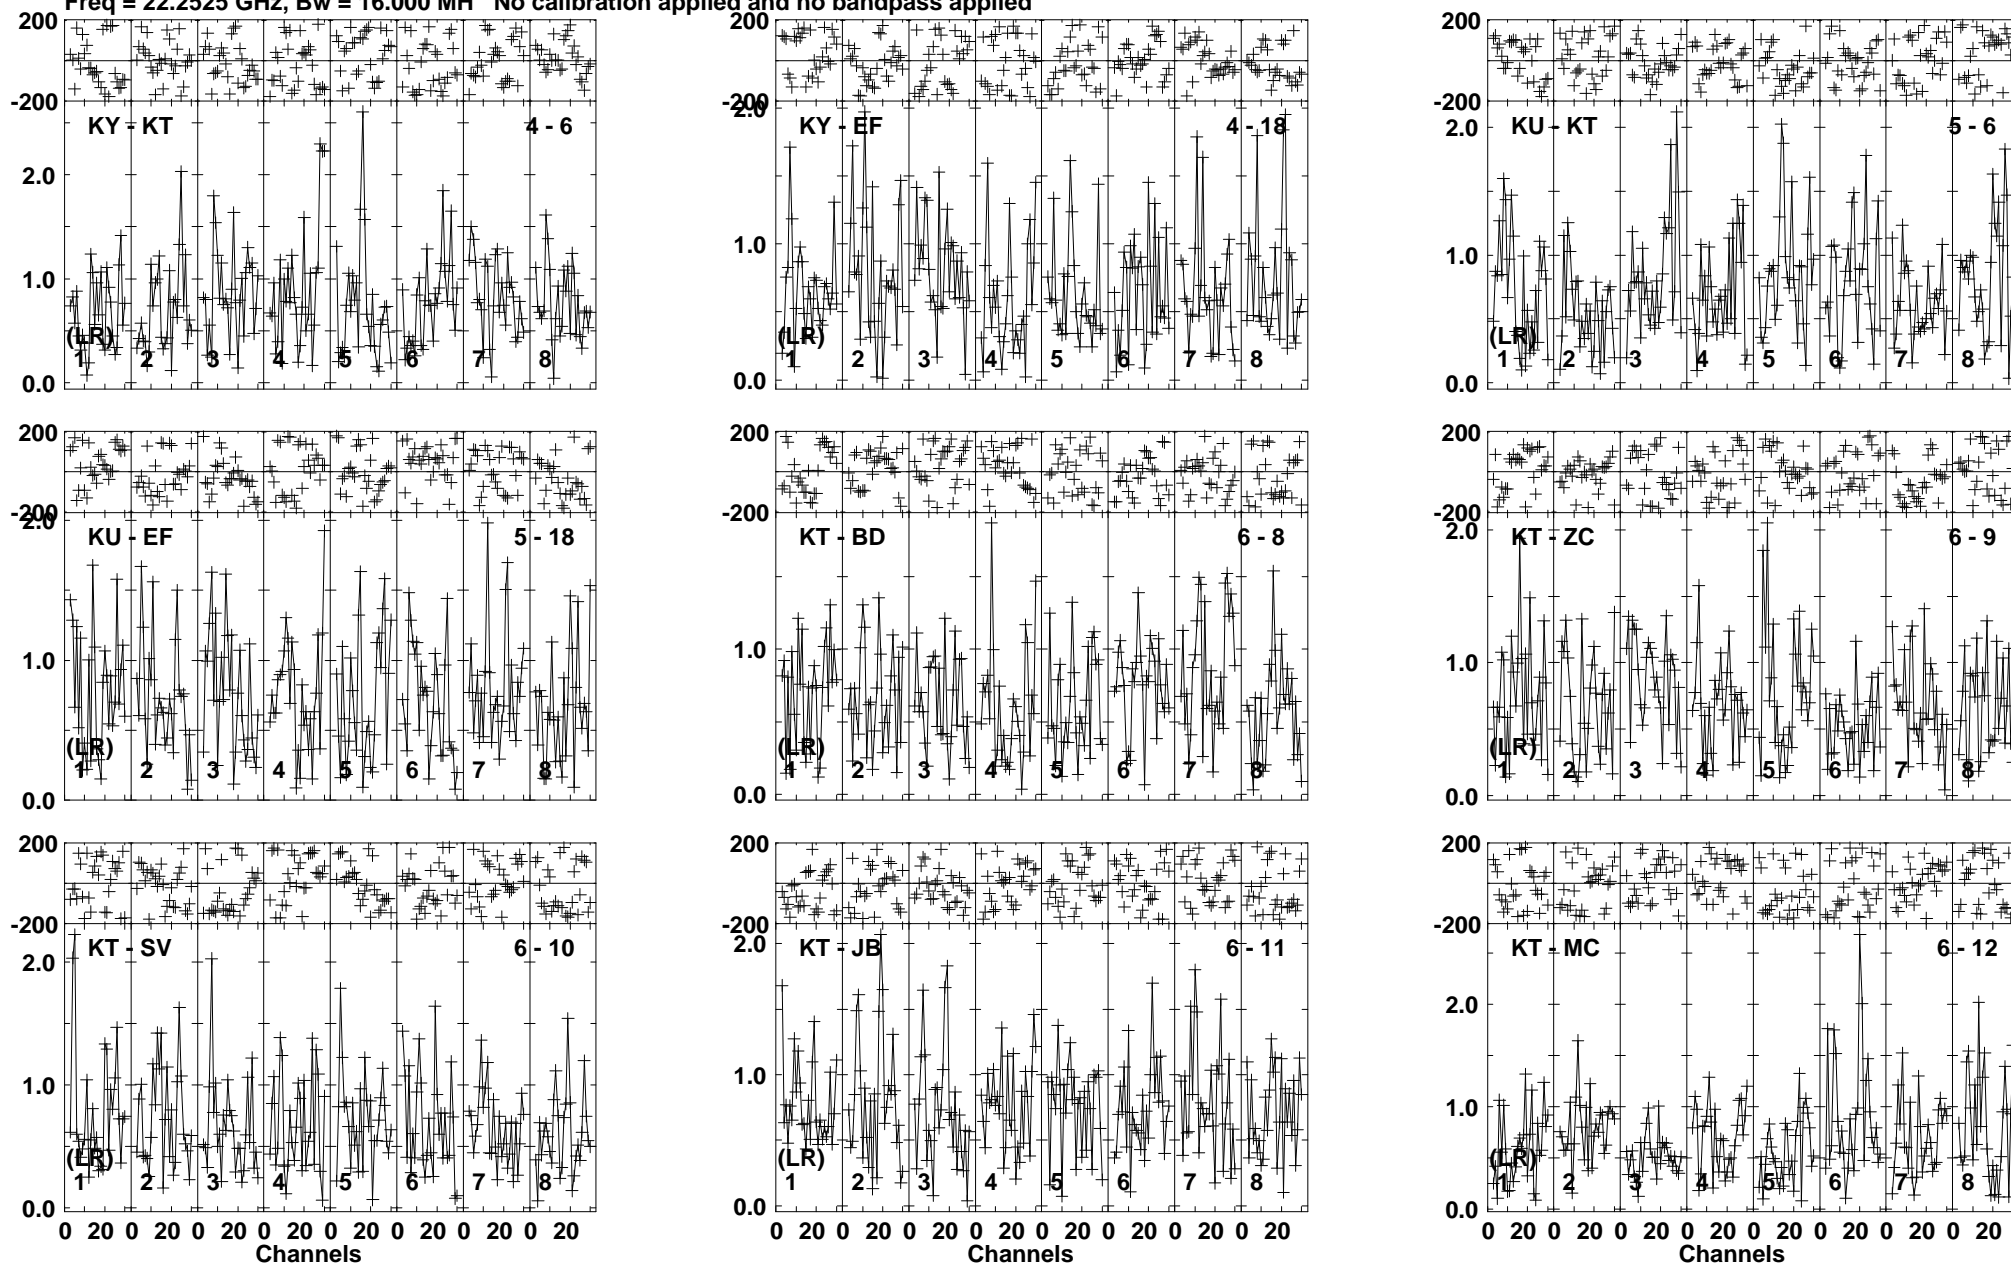 Freq = 22.2525 GHz, Bw = 16.000 MH No calibration applied and no bandpass applied
200 200 200
-200 -200 -200
KY - KT 4 - 6 KY - EF 4 - 18 KU - KT 5 - 6
2.0 2.0 2.0
1.0 1.0 1.0
(LR) (LR) (LR)
1 2 3 4 5 6 7 8 1 2 3 4 5 6 7 8 1 2 3 4 5 6 7 8
0.0 0.0 0.0
200 200 200
-200 -200 -200
KU - EF 5 - 18 KT - BD 6 - 8 KT - ZC 6 - 9
2.0 2.0
1.0 1.0 1.0
(LR) (LR) (LR)
1 2 3 4 5 6 7 8 1 2 3 4 5 6 7 8 1 2 3 4 5 6 7 8
0.0 0.0 0.0
200 200 200
-200 -200 -200
KT - SV 6 - 10 KT - JB 6 - 11 KT - MC 6 - 12
2.0 2.0 2.0
1.0 1.0 1.0
(LR) (LR) (LR)
1 2 3 4 5 6 7 8 1 2 3 4 5 6 7 8 1 2 3 4 5 6 7 8
0.0 0.0 0.0
0 20 0 20 0 20 0 20 0 20 0 20 0 20 0 20 0 20 0 20 0 20 0 20 0 20 0 20 0 20 0 20 0 20 0 20 0 20 0 20 0 20 0 20 0 20 0 20
Channels Channels Channels